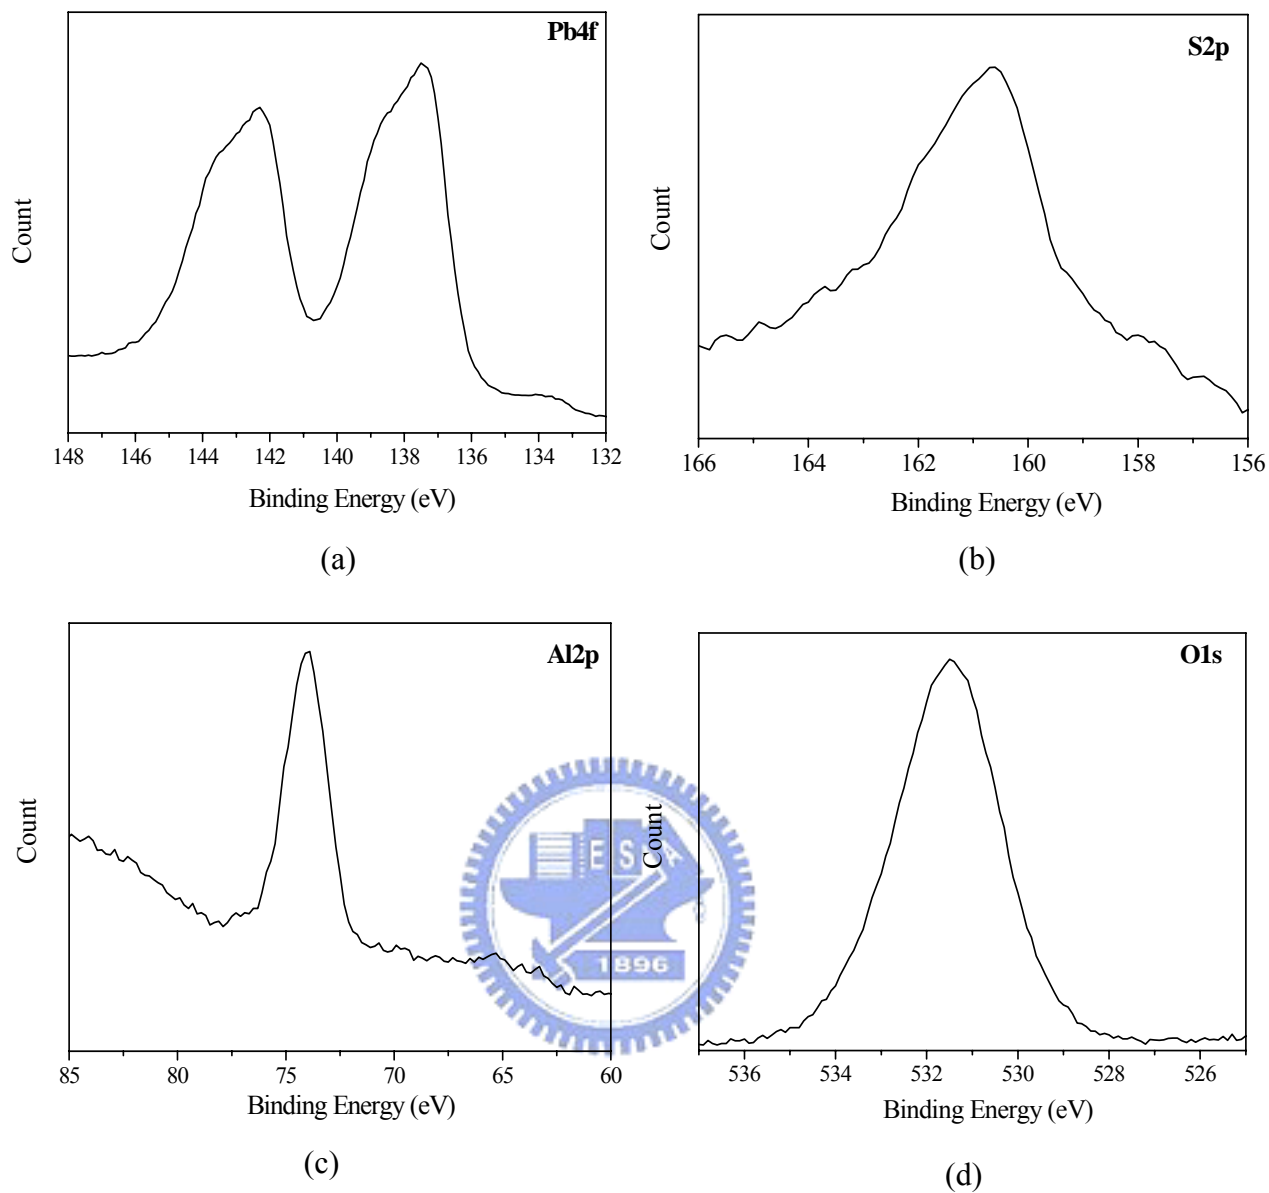 Pb4f
Count
148 146 144 142 140 138 136 134 132
Binding Energy (eV)
(a)
S2p
Count
166 164 162 160 158 156
Binding Energy (eV)
(b)
Al2p
Count
85 80 75 70 65 60
Binding Energy (eV)
(c)
O1s
Count
536 534 532 530 528 526
Binding Energy (eV)
(d)
E S
1896